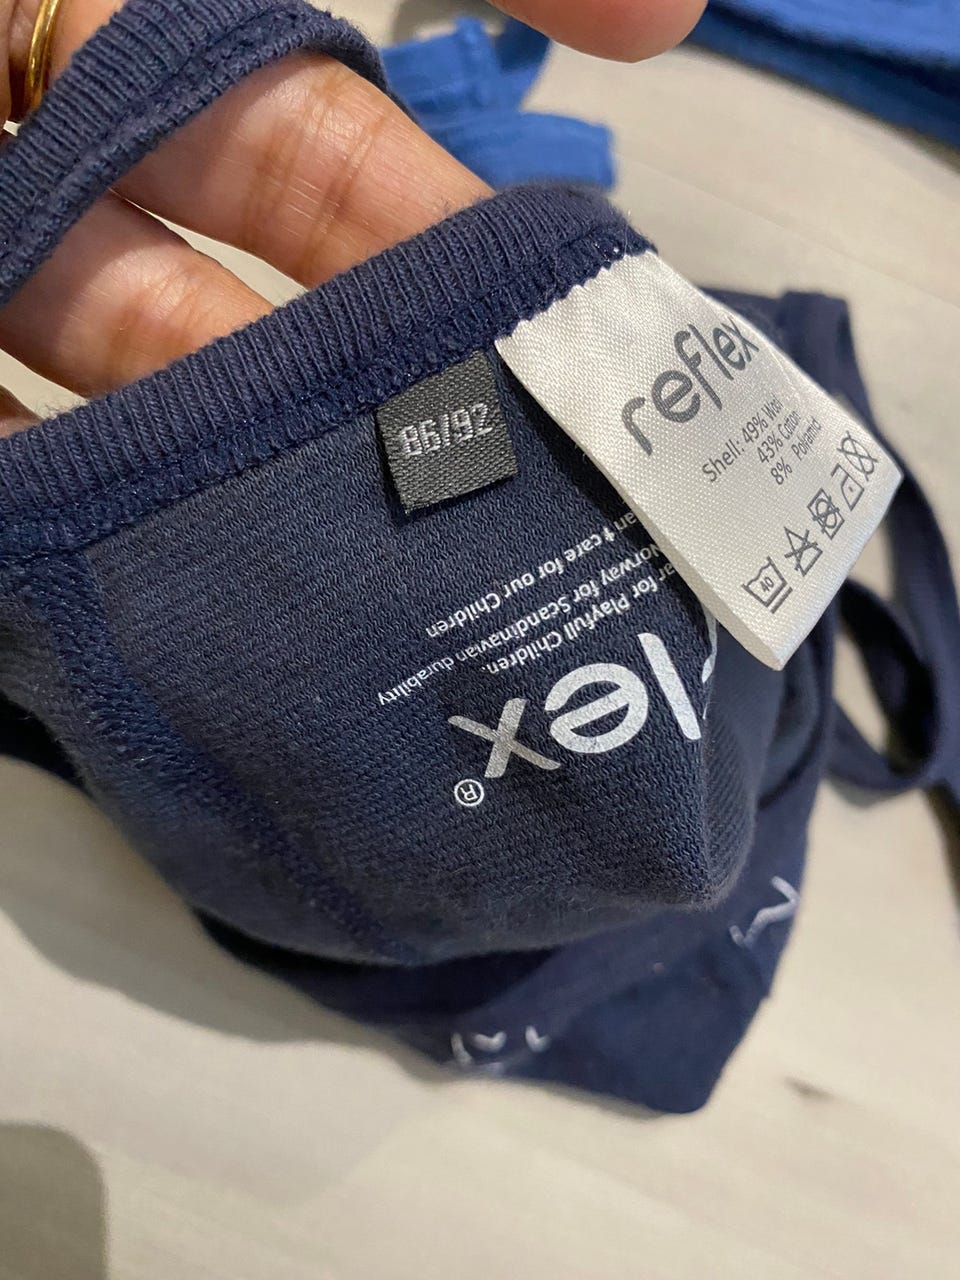 86/92
reflex
Shell: 49% Wool
43% Cotton
8% Polyamid
40
lex®
for Playfull Children.
Norway for Scandinavian durability
care for our Children